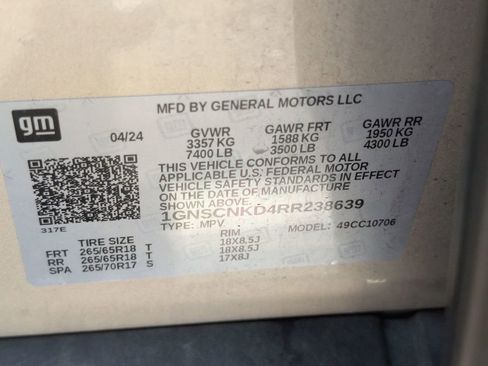 gm
MFD BY GENERAL MOTORS LLC
04/24 GVWR GAWR FRT GAWR RR
3357 KG 1588 KG 1950 KG
7400 LB 3500 LB 4300 LB
THIS VEHICLE CONFORMS TO ALL
APPLICABLE U.S. FEDERAL MOTOR
VEHICLE SAFETY STANDARDS IN EFFECT
ON THE DATE OF MANUFACTURE
SHOWN ABOVE.
1GNSCNKD4RR238639
317E TYPE: MPV MODEL: 49CC10706
TIRE SIZE RIM
FRT 265/65R18 T 18X8.5J
RR 265/65R18 T 18X8.5J
SPA 265/70R17 S 17X8J